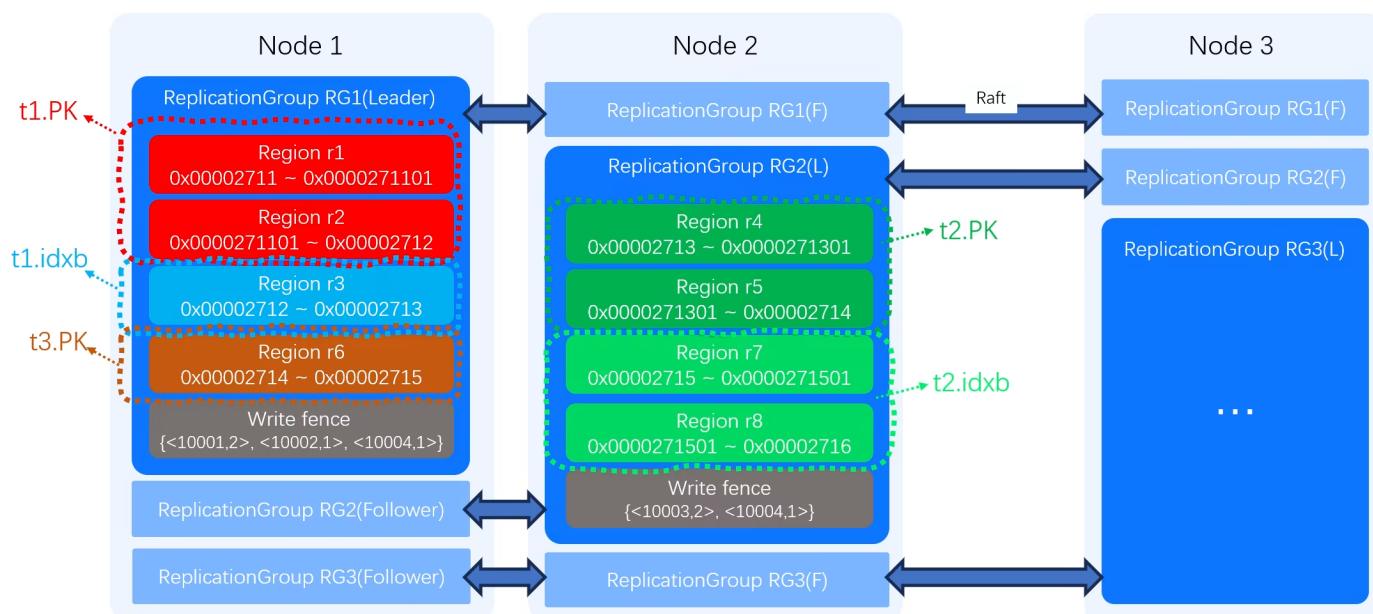 Node 1
ReplicationGroup RG1(Leader)
t1.PK
Region r1
0x00002711 ~ 0x0000271101
Region r2
0x0000271101 ~ 0x00002712
t1.idxb
Region r3
0x00002712 ~ 0x00002713
t3.PK
Region r6
0x00002714 ~ 0x00002715
Write fence
{<10001,2>, <10002,1>, <10004,1>}
ReplicationGroup RG2(Follower)
ReplicationGroup RG3(Follower)
Node 2
ReplicationGroup RG1(F)
ReplicationGroup RG2(L)
Region r4
0x00002713 ~ 0x0000271301
t2.PK
Region r5
0x0000271301 ~ 0x00002714
Region r7
0x00002715 ~ 0x0000271501
t2.idxb
Region r8
0x0000271501 ~ 0x00002716
Write fence
{<10003,2>, <10004,1>}
ReplicationGroup RG3(F)
Raft
Node 3
ReplicationGroup RG1(F)
ReplicationGroup RG2(F)
ReplicationGroup RG3(L)
...